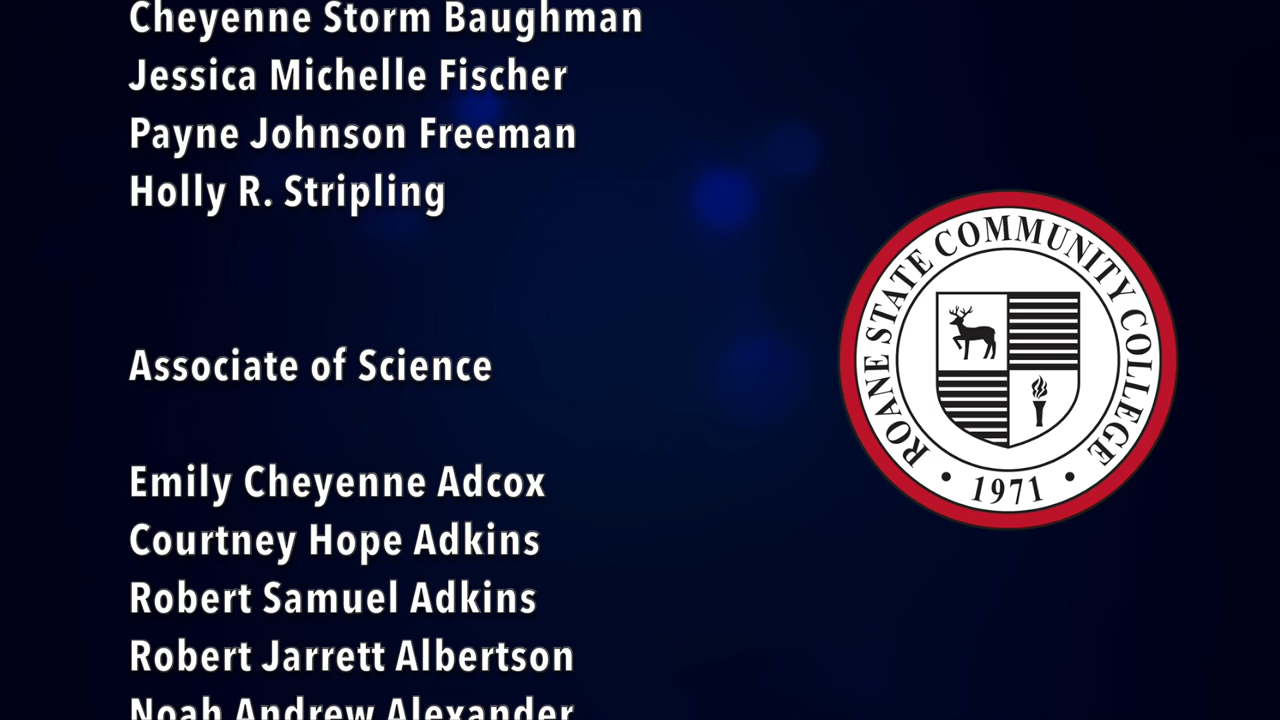 Cheyenne Storm Baughman
Jessica Michelle Fischer
Payne Johnson Freeman
Holly R. Stripling
Associate of Science
Emily Cheyenne Adcox
Courtney Hope Adkins
Robert Samuel Adkins
Robert Jarrett Albertson
Noah Andrew Alexander
ROANE STATE COMMUNITY COLLEGE
• 1971 •